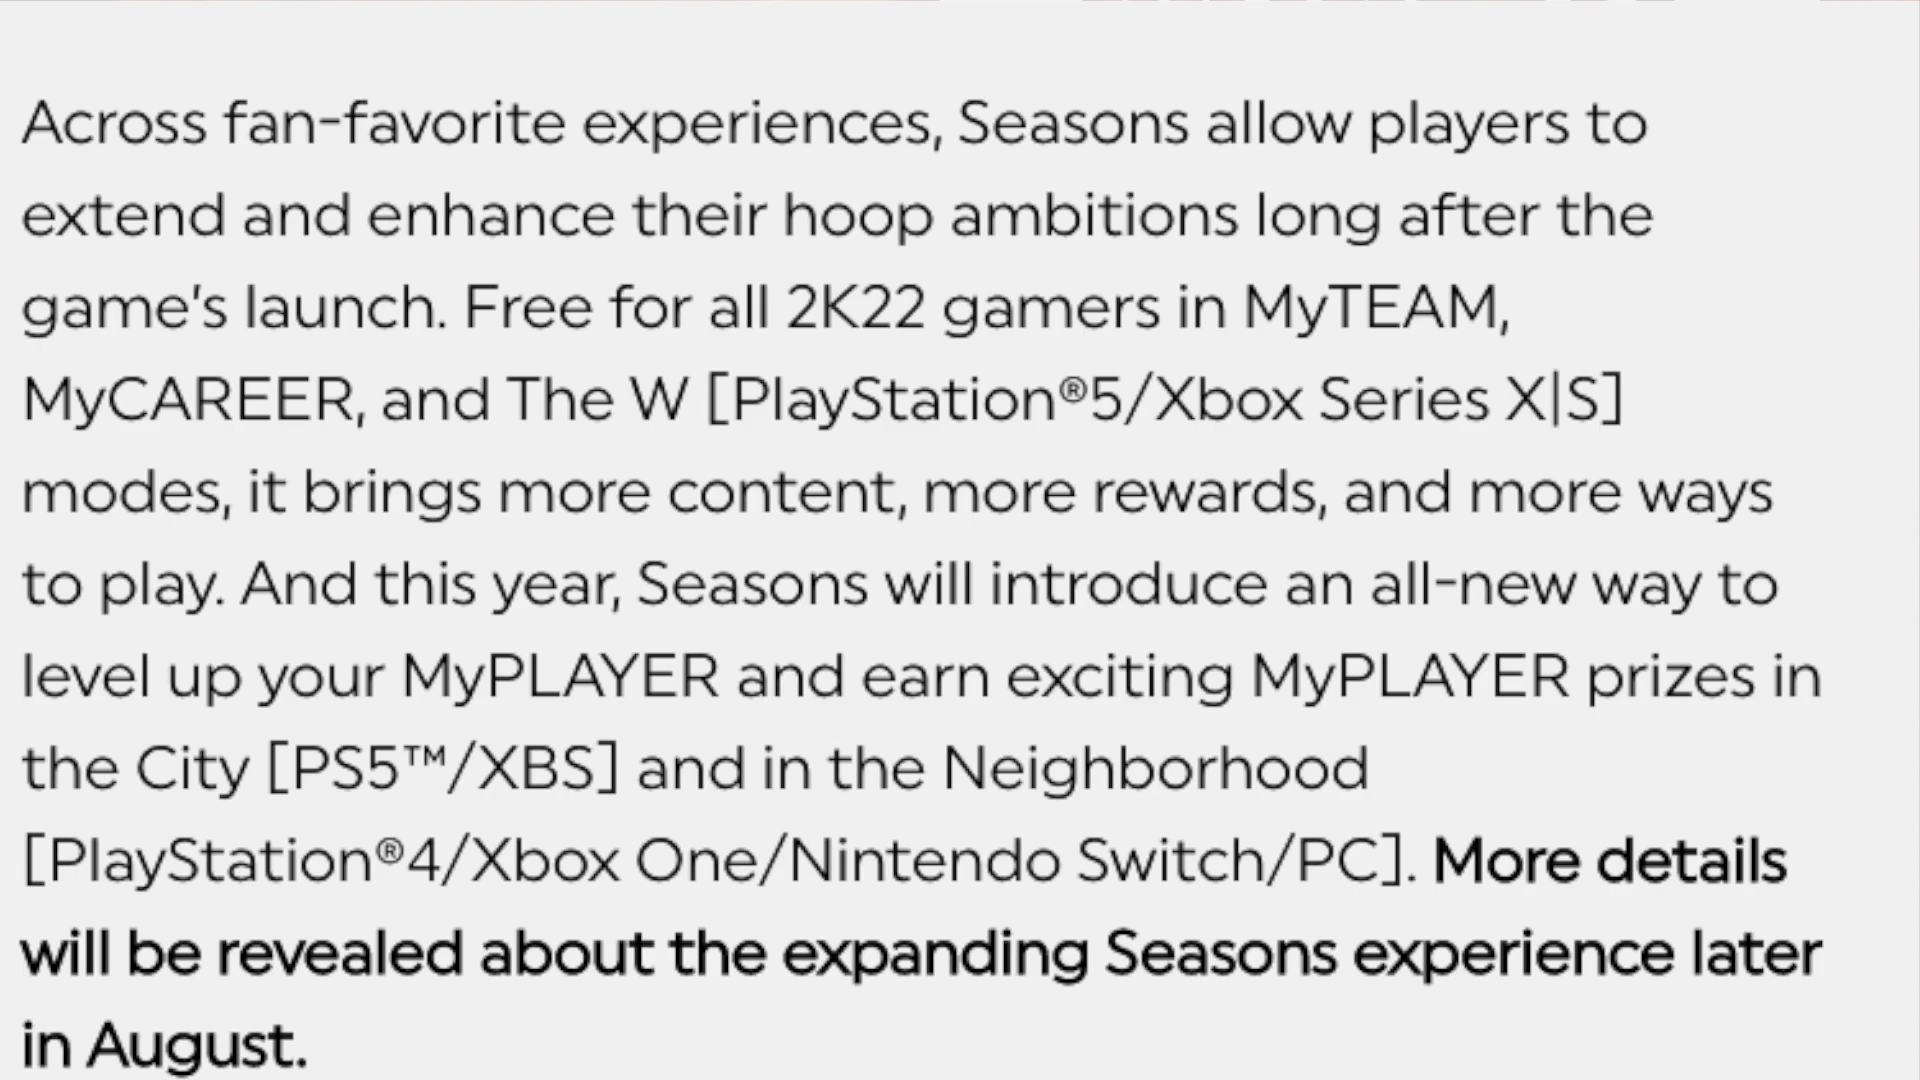 Across fan-favorite experiences, Seasons allow players to
extend and enhance their hoop ambitions long after the
game's launch. Free for all 2K22 gamers in MyTEAM,
MyCAREER, and The W [PlayStation®5/Xbox Series X|S]
modes, it brings more content, more rewards, and more ways
to play. And this year, Seasons will introduce an all-new way to
level up your MyPLAYER and earn exciting MyPLAYER prizes in
the City [PS5™/XBS] and in the Neighborhood
[PlayStation®4/Xbox One/Nintendo Switch/PC]. More details
will be revealed about the expanding Seasons experience later
in August.